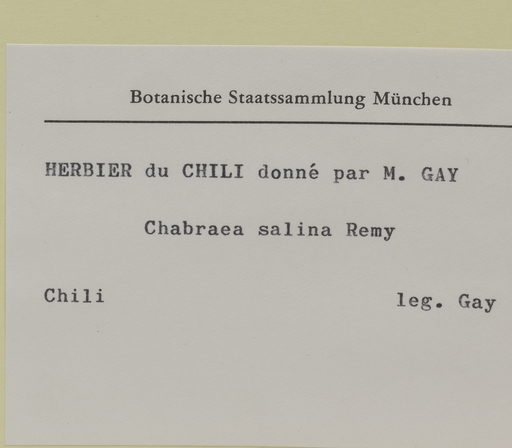 Botanische Staatssammlung München
HERBIER du CHILI donné par M. GAY
Chabraea salina Remy
Chili leg. Gay